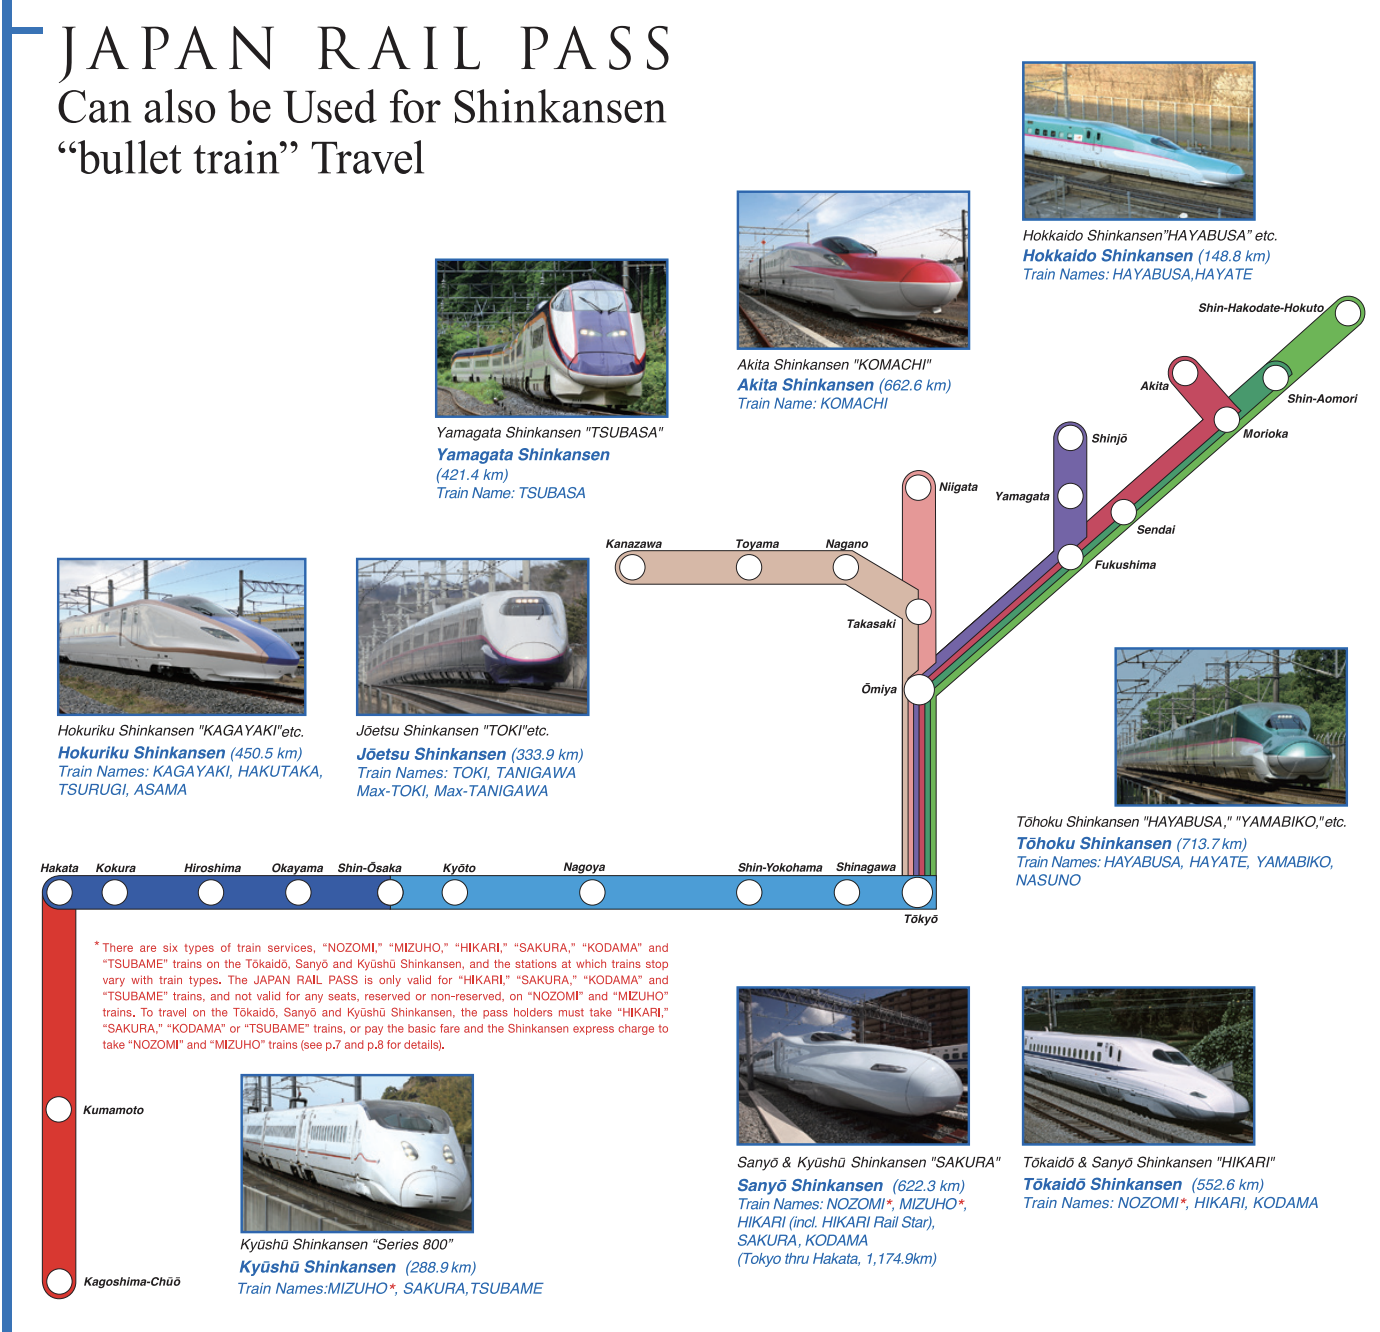 JAPAN RAIL PASS
Can also be Used for Shinkansen
“bullet train” Travel
Hokkaido Shinkansen”HAYABUSA” etc.
Hokkaido Shinkansen (148.8 km)
Train Names: HAYABUSA,HAYATE
Akita Shinkansen "KOMACHI"
Akita Shinkansen (662.6 km)
Train Name: KOMACHI
Yamagata Shinkansen "TSUBASA"
Yamagata Shinkansen
(421.4 km)
Train Name: TSUBASA
Shin-Hakodate-Hokuto
Akita
Shin-Aomori
Morioka
Shinjō
Niigata
Yamagata
Sendai
Kanazawa
Toyama
Nagano
Fukushima
Takasaki
Ōmiya
Hokuriku Shinkansen "KAGAYAKI"etc.
Hokuriku Shinkansen (450.5 km)
Train Names: KAGAYAKI, HAKUTAKA,
TSURUGI, ASAMA
Jōetsu Shinkansen "TOKI"etc.
Jōetsu Shinkansen (333.9 km)
Train Names: TOKI, TANIGAWA
Max-TOKI, Max-TANIGAWA
Tōhoku Shinkansen "HAYABUSA," "YAMABIKO,"etc.
Tōhoku Shinkansen (713.7 km)
Train Names: HAYABUSA, HAYATE, YAMABIKO,
NASUNO
Hakata
Kokura
Hiroshima
Okayama
Shin-Ōsaka
Kyōto
Nagoya
Shin-Yokohama
Shinagawa
Tōkyō
* There are six types of train services, “NOZOMI,” “MIZUHO,” “HIKARI,” “SAKURA,” “KODAMA” and
“TSUBAME” trains on the Tōkaidō, Sanyō and Kyūshū Shinkansen, and the stations at which trains stop
vary with train types. The JAPAN RAIL PASS is only valid for “HIKARI,” “SAKURA,” “KODAMA” and
“TSUBAME” trains, and not valid for any seats, reserved or non-reserved, on “NOZOMI” and “MIZUHO”
trains. To travel on the Tōkaidō, Sanyō and Kyūshū Shinkansen, the pass holders must take “HIKARI,”
“SAKURA,” “KODAMA” or “TSUBAME” trains, or pay the basic fare and the Shinkansen express charge to
take “NOZOMI” and “MIZUHO” trains (see p.7 and p.8 for details).
Kumamoto
Kagoshima-Chūō
Kyūshū Shinkansen “Series 800”
Kyūshū Shinkansen (288.9 km)
Train Names:MIZUHO*, SAKURA,TSUBAME
Sanyō & Kyūshū Shinkansen "SAKURA"
Sanyō Shinkansen (622.3 km)
Train Names: NOZOMI*, MIZUHO*,
HIKARI (incl. HIKARI Rail Star),
SAKURA, KODAMA
(Tokyo thru Hakata, 1,174.9km)
Tōkaidō & Sanyō Shinkansen "HIKARI"
Tōkaidō Shinkansen (552.6 km)
Train Names: NOZOMI*, HIKARI, KODAMA